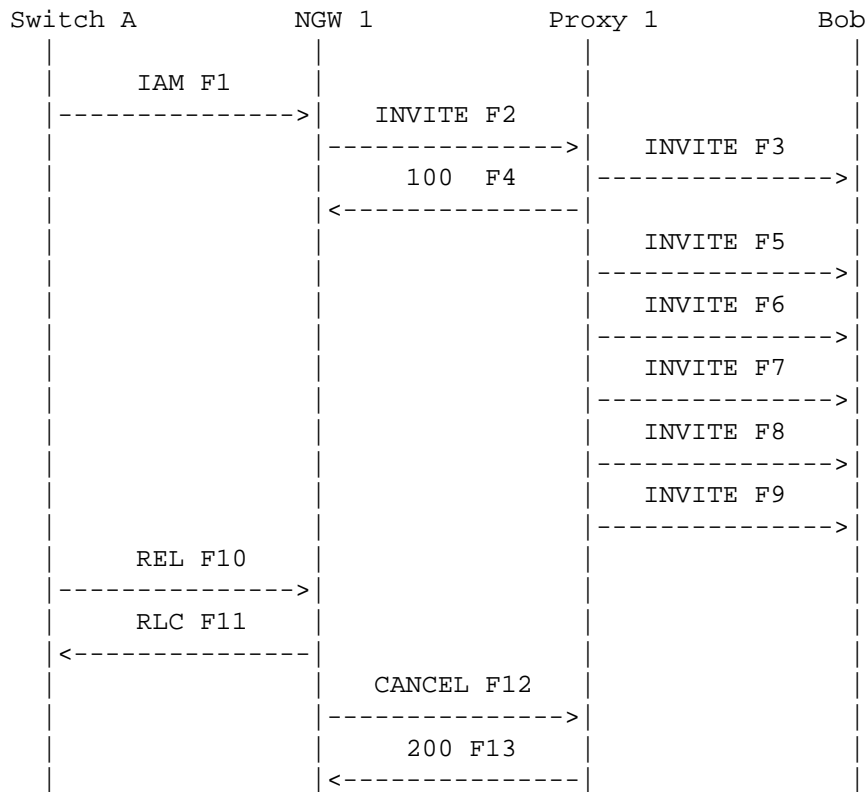 Switch A NGW 1 Proxy 1 Bob
IAM F1
INVITE F2
INVITE F3
100 F4
INVITE F5
INVITE F6
INVITE F7
INVITE F8
INVITE F9
REL F10
RLC F11
CANCEL F12
200 F13